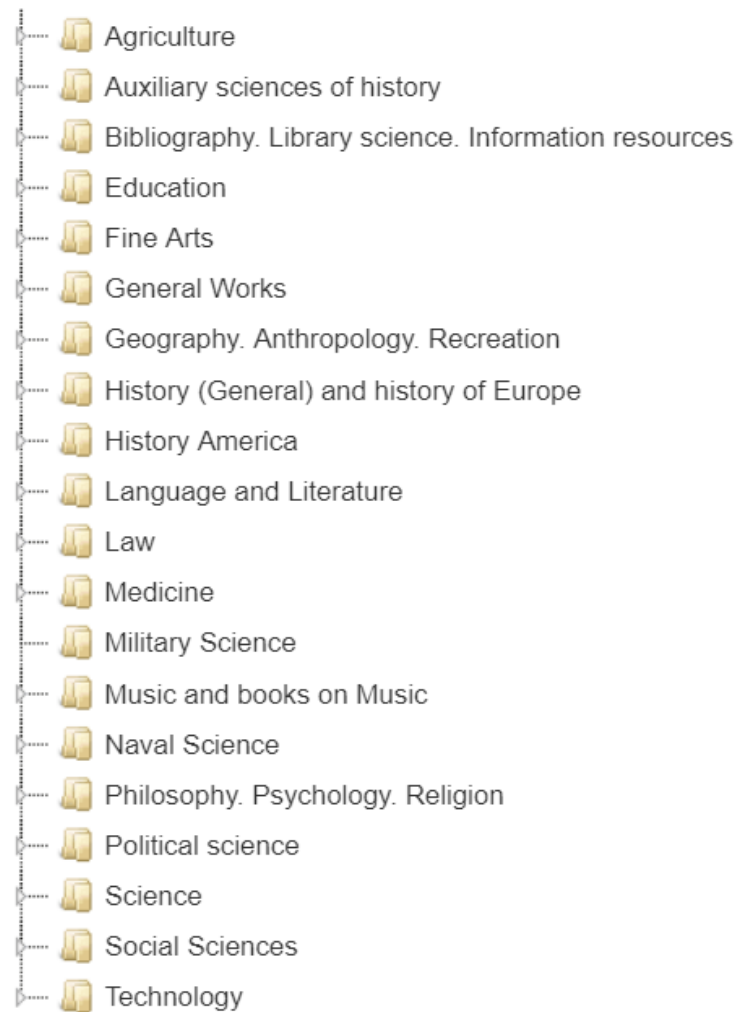 Agriculture
Auxiliary sciences of history
Bibliography. Library science. Information resources
Education
Fine Arts
General Works
Geography. Anthropology. Recreation
History (General) and history of Europe
History America
Language and Literature
Law
Medicine
Military Science
Music and books on Music
Naval Science
Philosophy. Psychology. Religion
Political science
Science
Social Sciences
Technology